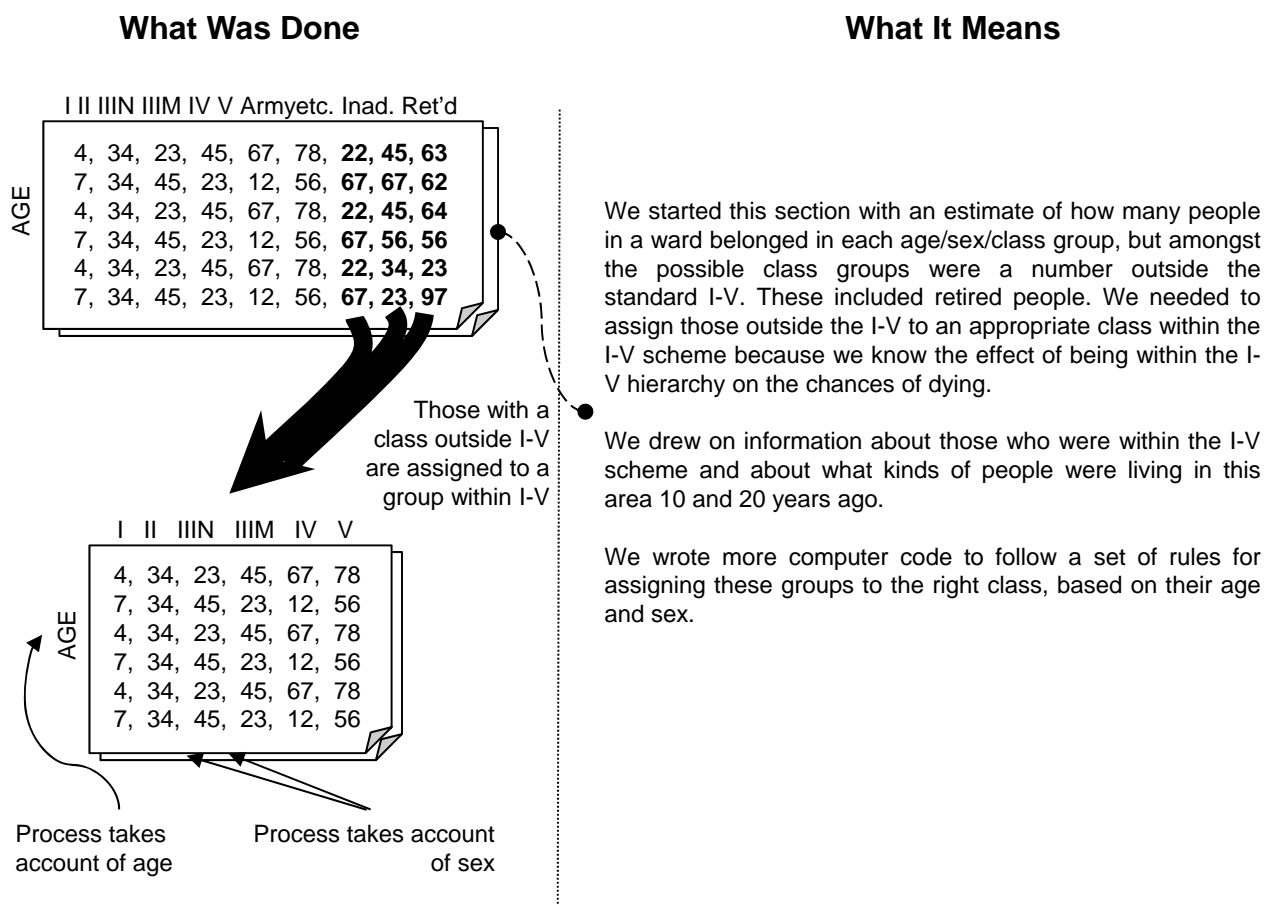 What Was Done
I II IIIN IIIM IV V Armyetc. Inad. Ret'd
AGE
4, 34, 23, 45, 67, 78, 22, 45, 63
7, 34, 45, 23, 12, 56, 67, 67, 62
4, 34, 23, 45, 67, 78, 22, 45, 64
7, 34, 45, 23, 12, 56, 67, 56, 56
4, 34, 23, 45, 67, 78, 22, 34, 23
7, 34, 45, 23, 12, 56, 67, 23, 97
Those with a
class outside I-V
are assigned to a
group within I-V
I II IIIN IIIM IV V
AGE
4, 34, 23, 45, 67, 78
7, 34, 45, 23, 12, 56
4, 34, 23, 45, 67, 78
7, 34, 45, 23, 12, 56
4, 34, 23, 45, 67, 78
7, 34, 45, 23, 12, 56
Process takes
account of age
Process takes account
of sex
What It Means
We started this section with an estimate of how many people
in a ward belonged in each age/sex/class group, but amongst
the possible class groups were a number outside the
standard I-V. These included retired people. We needed to
assign those outside the I-V to an appropriate class within the
I-V scheme because we know the effect of being within the I-
V hierarchy on the chances of dying.
We drew on information about those who were within the I-V
scheme and about what kinds of people were living in this
area 10 and 20 years ago.
We wrote more computer code to follow a set of rules for
assigning these groups to the right class, based on their age
and sex.